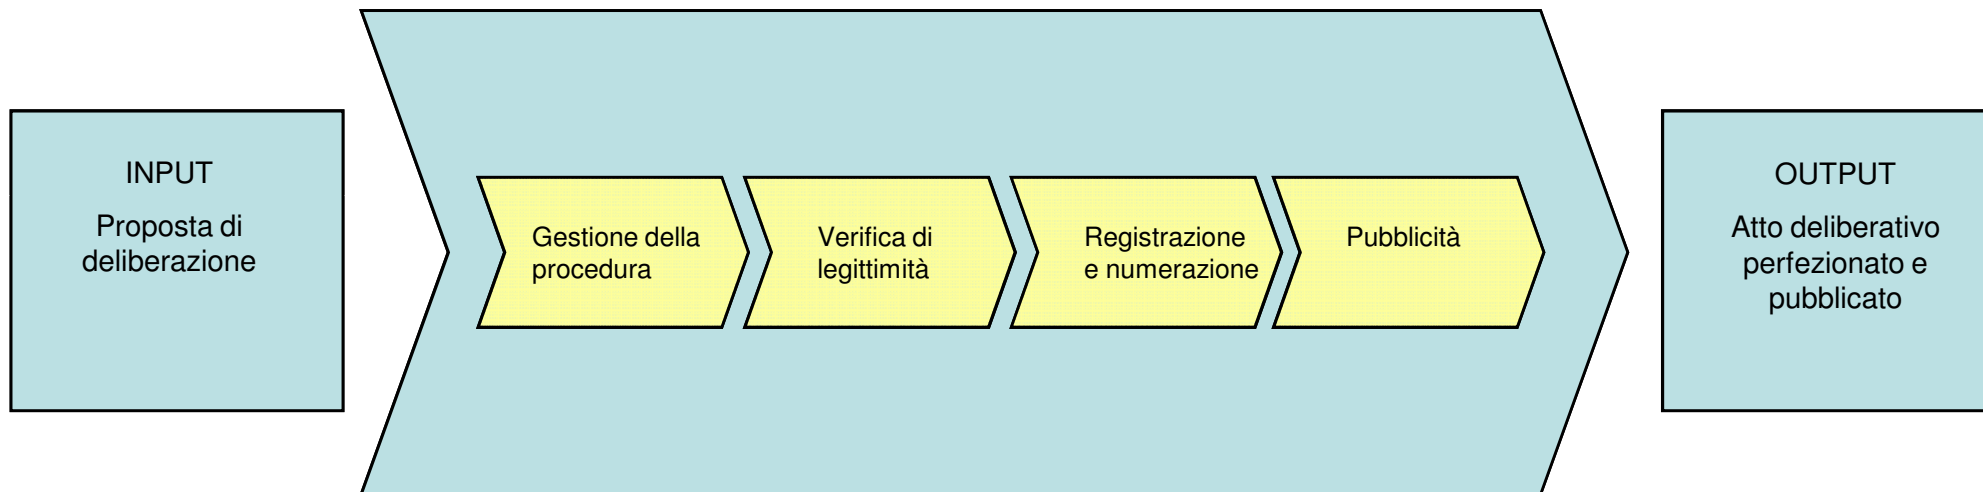 INPUT
Proposta di
deliberazione
Gestione della
procedura
Verifica di
legittimità
Registrazione
e numerazione
Pubblicità
OUTPUT
Atto deliberativo
perfezionato e
pubblicato